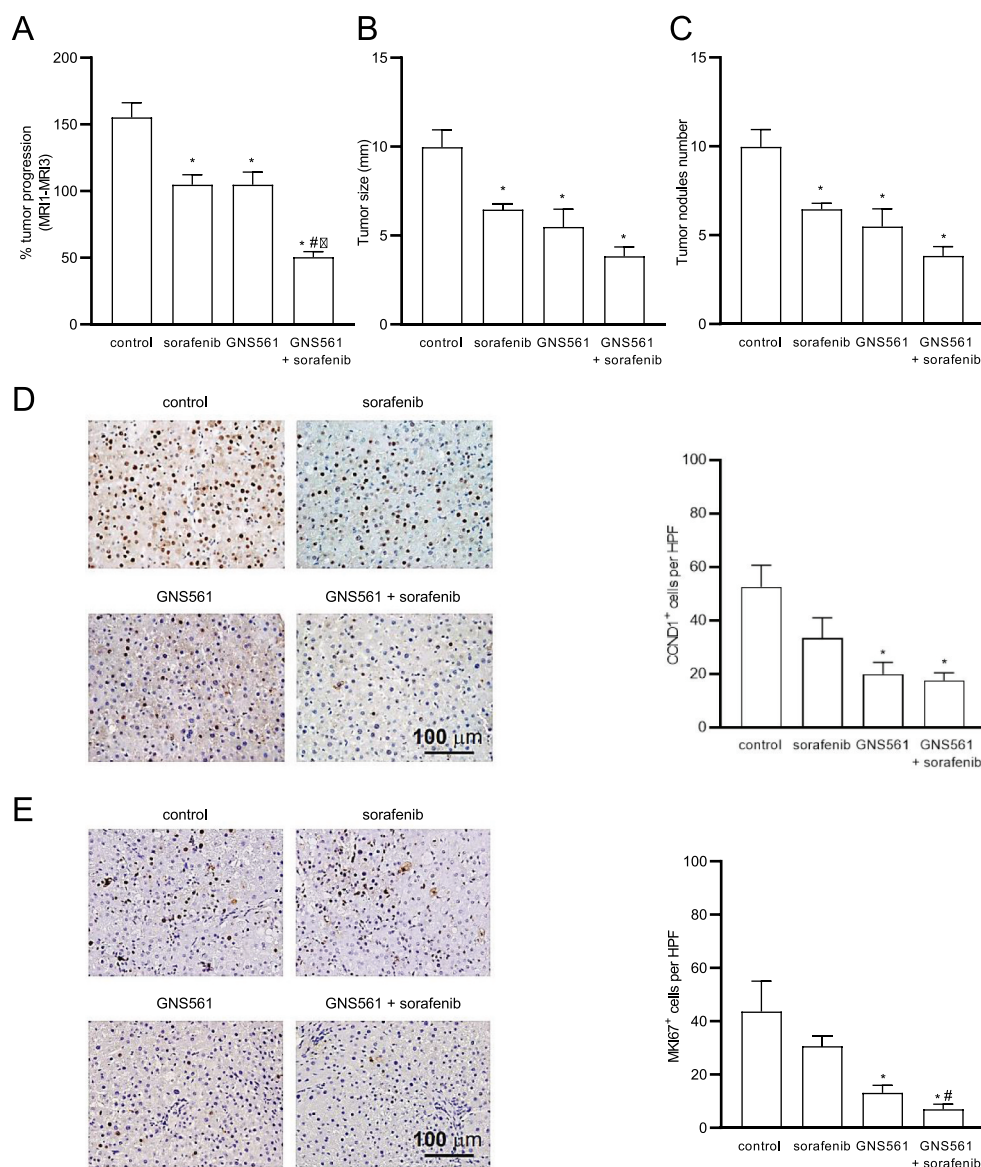 A
B
C
200
150
100
50
0
% tumor progression
(MRI1-MRI3)
*
*
* #⌧
control
sorafenib
GNS561
GNS561
+ sorafenib
15
10
5
0
Tumor size (mm)
*
*
*
control
sorafenib
GNS561
GNS561
+ sorafenib
15
10
5
0
Tumor nodules number
*
*
*
control
sorafenib
GNS561
GNS561
+ sorafenib
D
control
sorafenib
GNS561
GNS561 + sorafenib
100 μm
100
80
60
40
20
0
CCND1+ cells per HPF
*
*
control
sorafenib
GNS561
GNS561
+ sorafenib
E
control
sorafenib
GNS561
GNS561 + sorafenib
100 μm
100
80
60
40
20
0
MKI67+ cells per HPF
*
* #
control
sorafenib
GNS561
GNS561
+ sorafenib